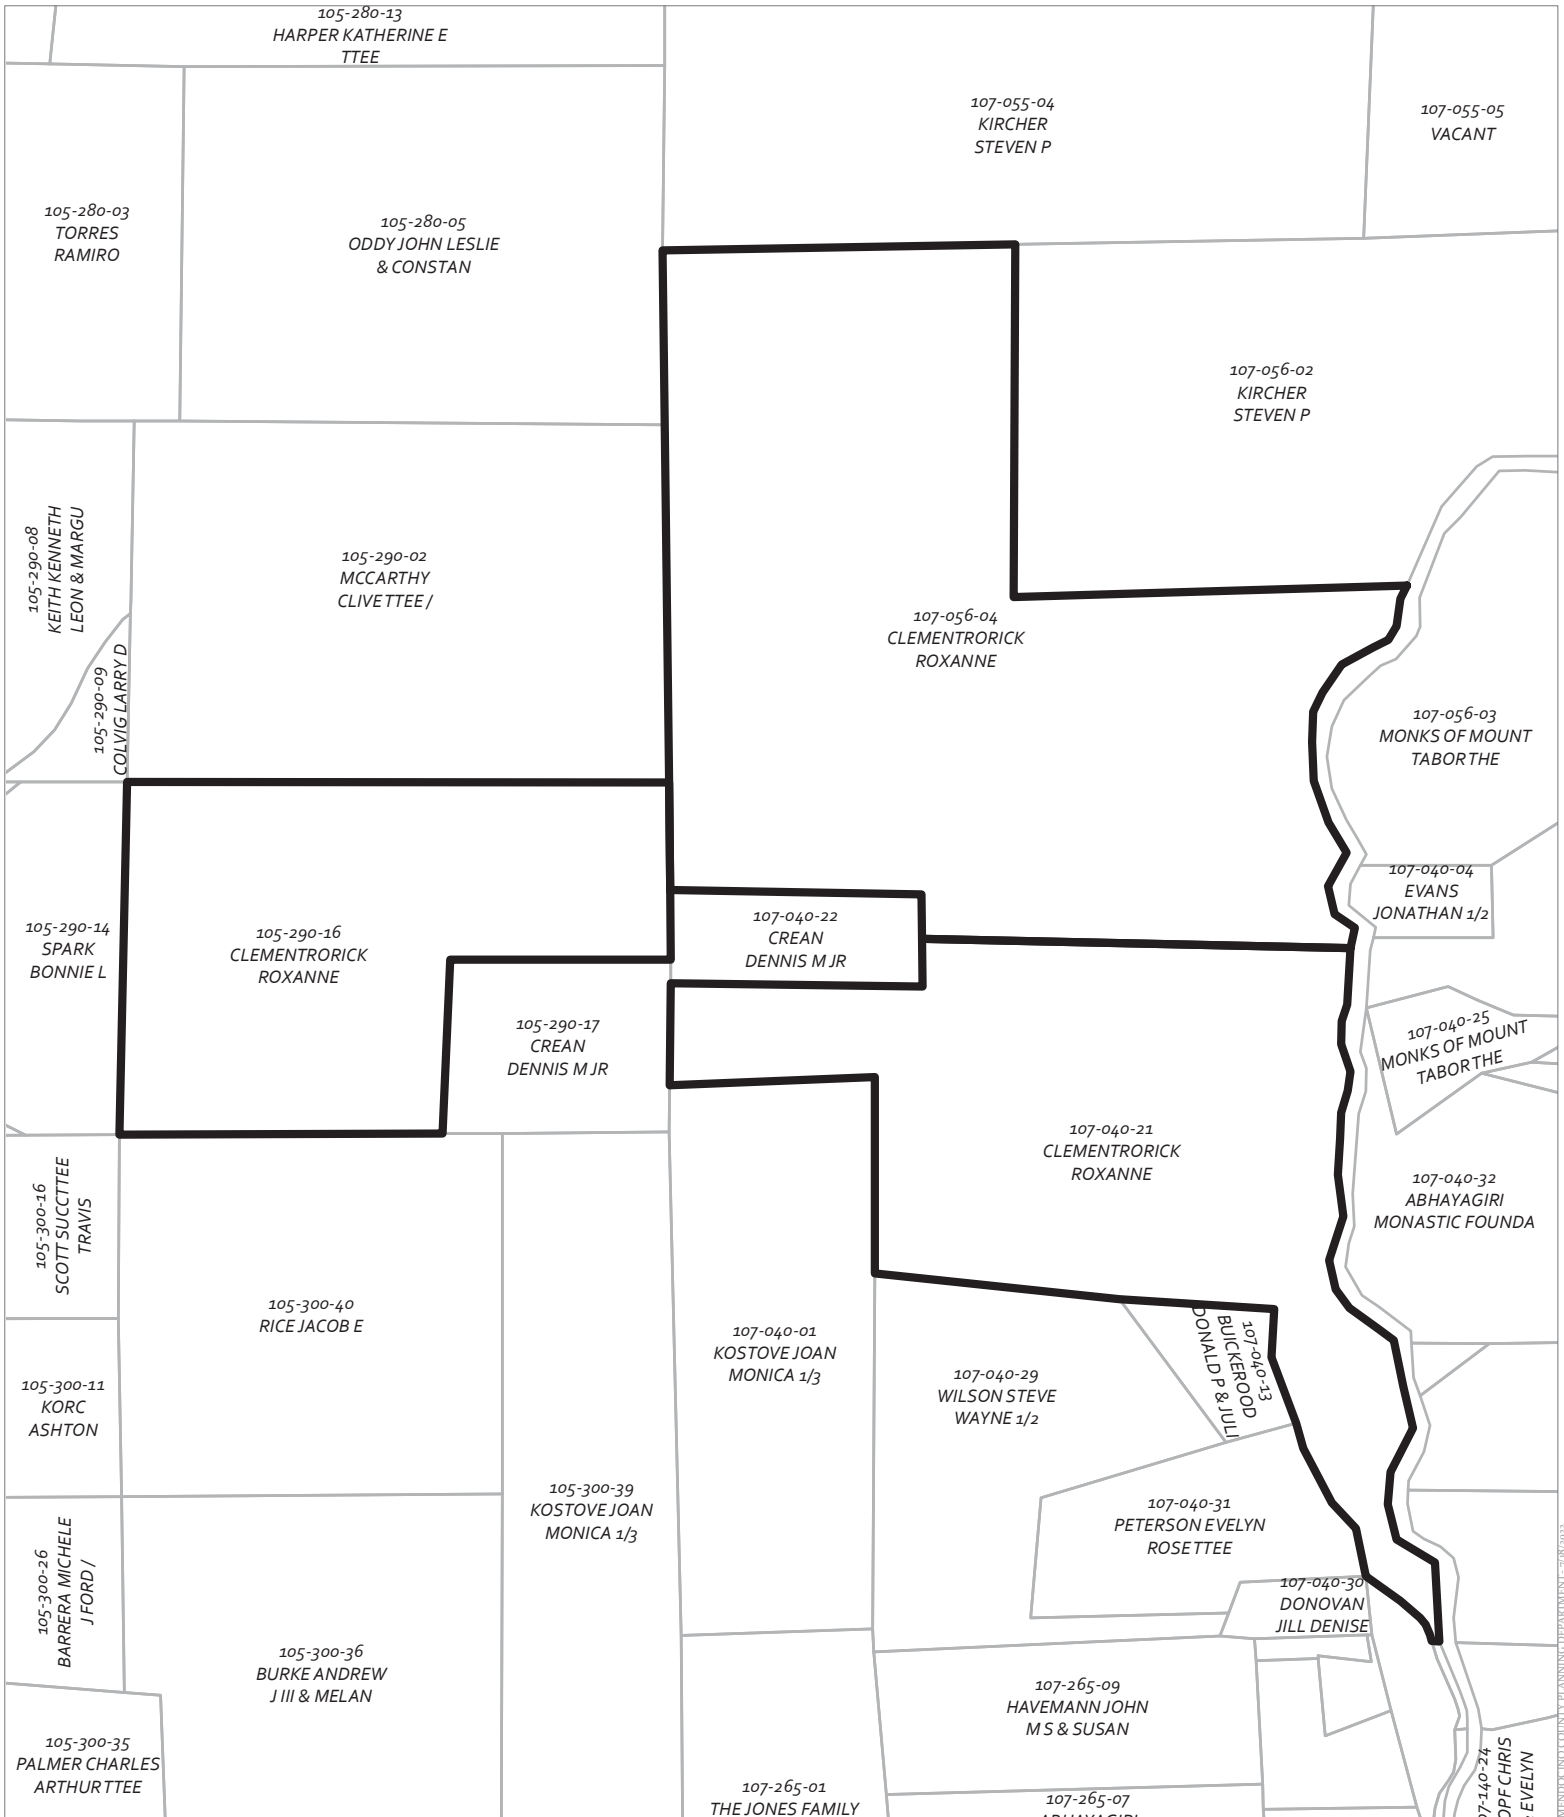 105-280-13
HARPER KATHERINE E
TTEE
107-055-04
KIRCHER
STEVEN P
107-055-05
VACANT
105-280-03
TORRES
RAMIRO
105-280-05
ODDY JOHN LESLIE
& CONSTAN
107-056-02
KIRCHER
STEVEN P
105-290-08
KEITH KENNETH
LEON & MARGU
105-290-02
MCCARTHY
CLIVE TTEE /
107-056-04
CLEMENTRORICK
ROXANNE
105-290-09
COLVIG LARRY D
107-056-03
MONKS OF MOUNT
TABOR THE
107-040-04
EVANS
JONATHAN 1/2
105-290-14
SPARK
BONNIE L
105-290-16
CLEMENTRORICK
ROXANNE
107-040-22
CREAN
DENNIS M JR
105-290-17
CREAN
DENNIS M JR
107-040-25
MONKS OF MOUNT
TABOR THE
107-040-21
CLEMENTRORICK
ROXANNE
105-300-16
SCOTT SUCCTTEE
TRAVIS
107-040-32
ABHAYAGIRI
MONASTIC FOUNDA
105-300-40
RICE JACOB E
107-040-01
KOSTOVE JOAN
MONICA 1/3
107-040-13
BUICKEROOD
DONALD P & JULI
105-300-11
KORC
ASHTON
107-040-29
WILSON STEVE
WAYNE 1/2
105-300-39
KOSTOVE JOAN
MONICA 1/3
107-040-31
PETERSON EVELYN
ROSE TTEE
105-300-26
BARRERA MICHELE
J FORD /
107-040-30
DONOVAN
JILL DENISE
105-300-36
BURKE ANDREW
J III & MELAN
107-265-09
HAVEMANN JOHN
M S & SUSAN
105-300-35
PALMER CHARLES
ARTHUR TTEE
107-265-01
THE JONES FAMILY
107-265-07
ABHAYAGIRI
07-140-24
OPF CHRIS
EVELYN
COUNTY PLANNING DEPARTMENT